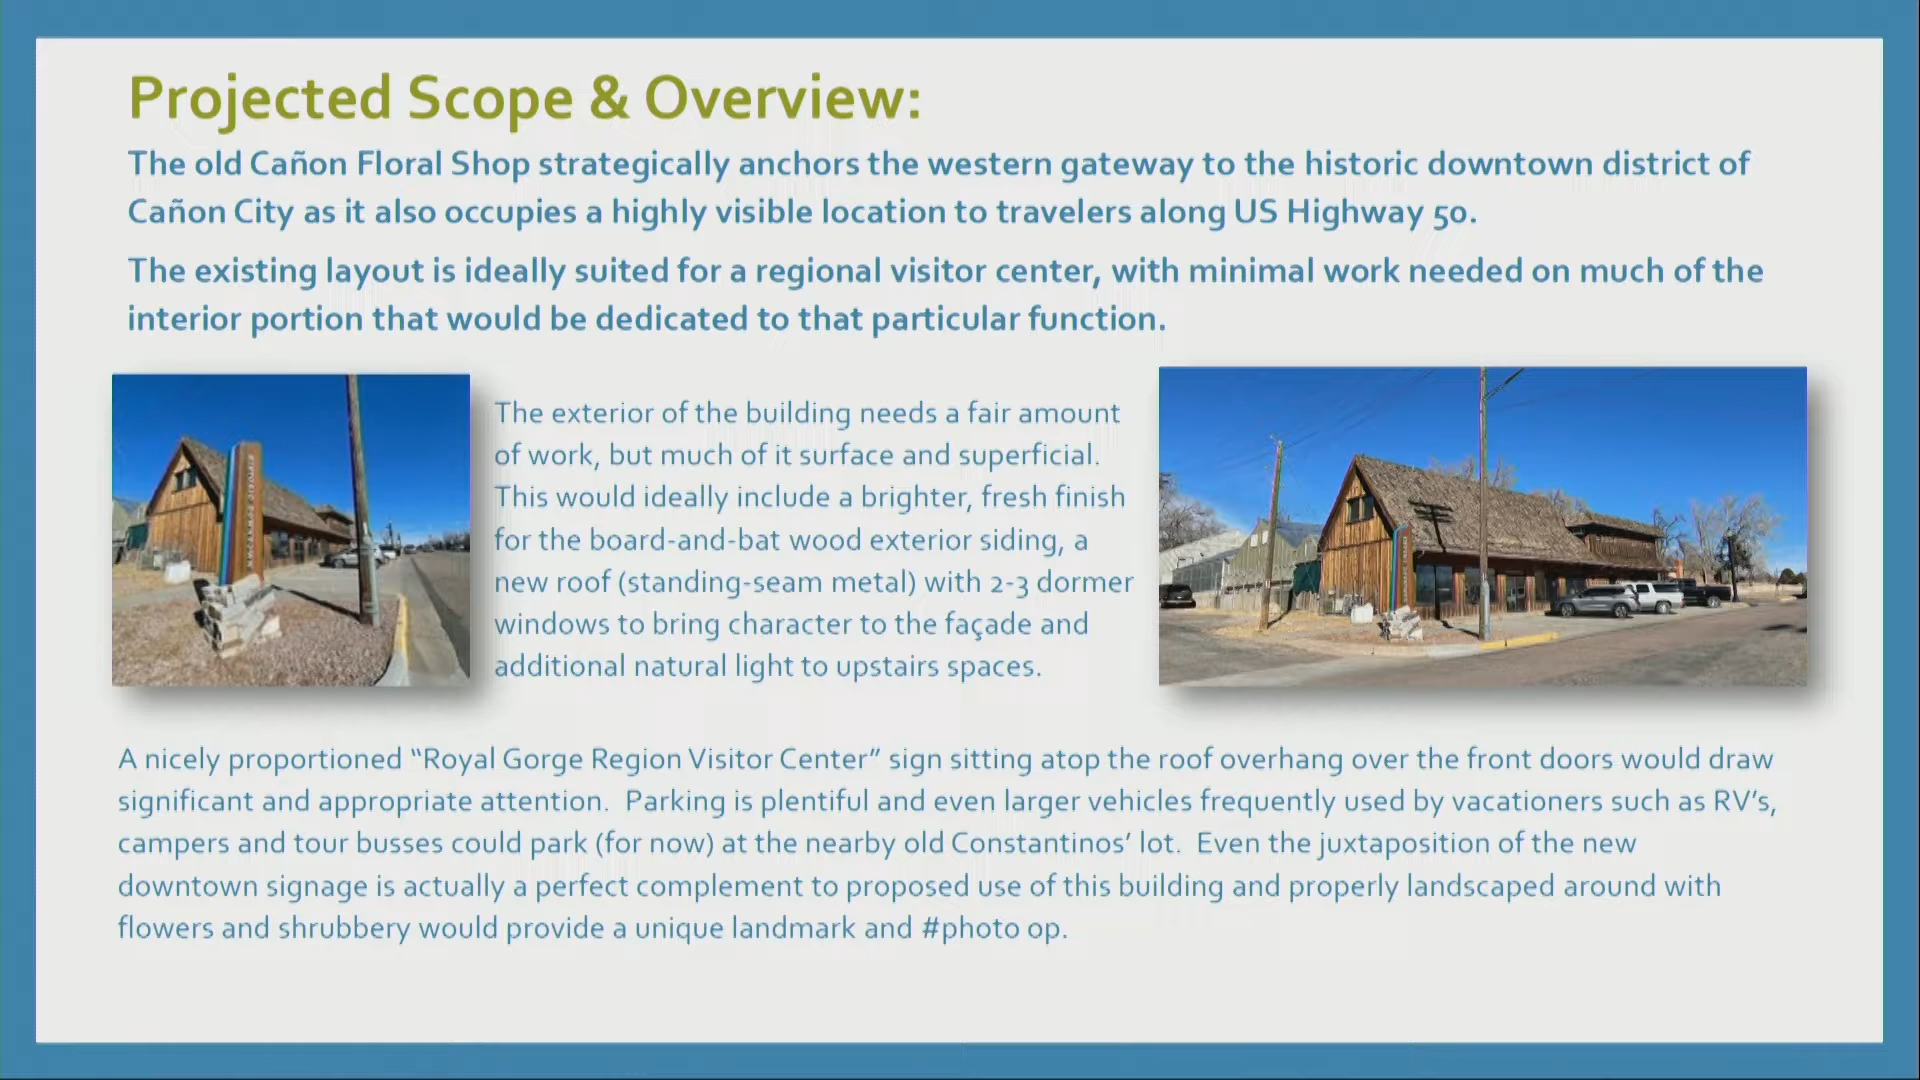 Projected Scope & Overview:
The old Cañon Floral Shop strategically anchors the western gateway to the historic downtown district of
Cañon City as it also occupies a highly visible location to travelers along US Highway 50.
The existing layout is ideally suited for a regional visitor center, with minimal work needed on much of the
interior portion that would be dedicated to that particular function.
The exterior of the building needs a fair amount
of work, but much of it surface and superficial.
This would ideally include a brighter, fresh finish
for the board-and-bat wood exterior siding, a
new roof (standing-seam metal) with 2-3 dormer
windows to bring character to the façade and
additional natural light to upstairs spaces.
A nicely proportioned “Royal Gorge Region Visitor Center” sign sitting atop the roof overhang over the front doors would draw
significant and appropriate attention.  Parking is plentiful and even larger vehicles frequently used by vacationers such as RV’s,
campers and tour busses could park (for now) at the nearby old Constantinos’ lot.  Even the juxtaposition of the new
downtown signage is actually a perfect complement to proposed use of this building and properly landscaped around with
flowers and shrubbery would provide a unique landmark and #photo op.